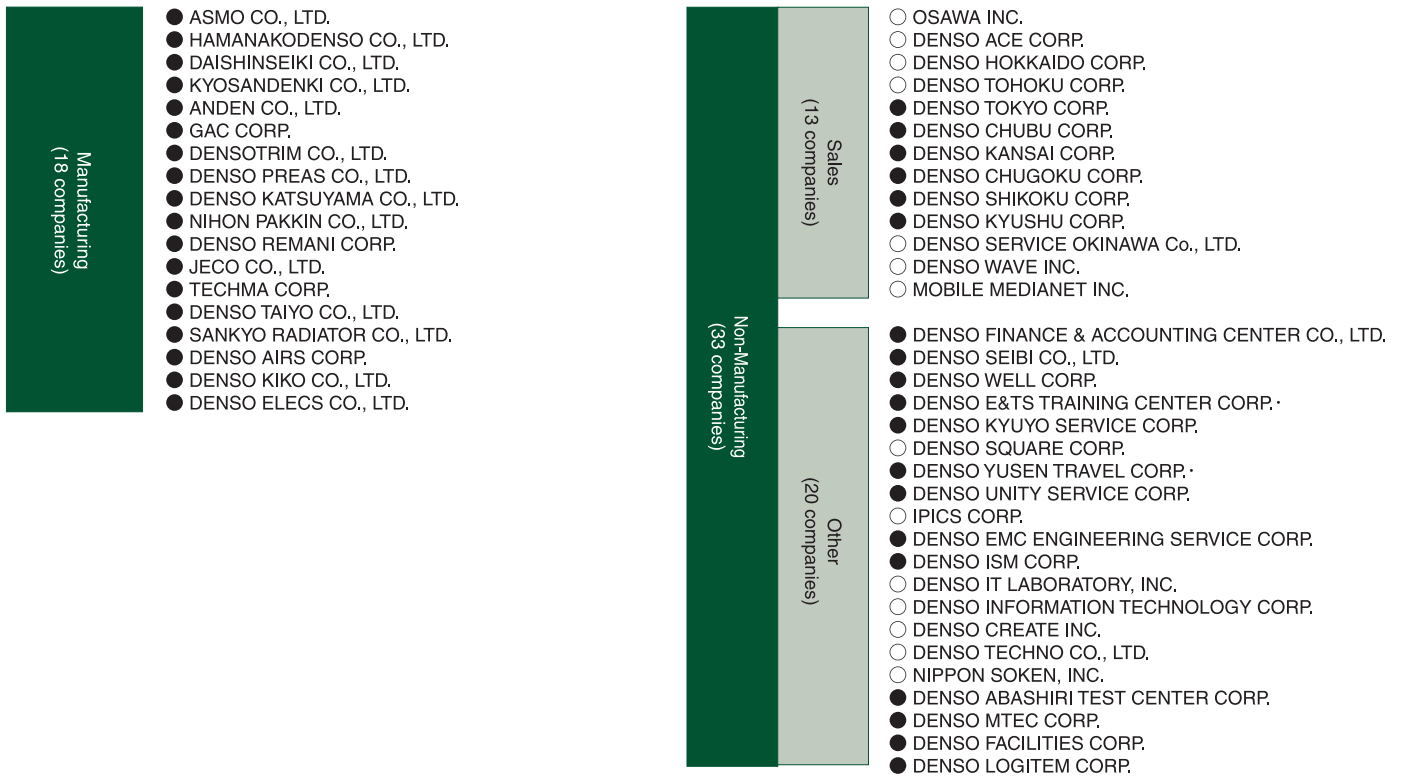 Manufacturing
(18 companies)
● ASMO CO., LTD.
● HAMANAKODENSO CO., LTD.
● DAISHINSEIKI CO., LTD.
● KYOSANDENKI CO., LTD.
● ANDEN CO., LTD.
● GAC CORP.
● DENSOTRIM CO., LTD.
● DENSO PREAS CO., LTD.
● DENSO KATSUYAMA CO., LTD.
● NIHON PAKKIN CO., LTD.
● DENSO REMANI CORP.
● JECO CO., LTD.
● TECHMA CORP.
● DENSO TAIYO CO., LTD.
● SANKYO RADIATOR CO., LTD.
● DENSO AIRS CORP.
● DENSO KIKO CO., LTD.
● DENSO ELECS CO., LTD.
Non-Manufacturing
(33 companies)
Sales
(13 companies)
○ OSAWA INC.
○ DENSO ACE CORP.
○ DENSO HOKKAIDO CORP.
○ DENSO TOHOKU CORP.
● DENSO TOKYO CORP.
● DENSO CHUBU CORP.
● DENSO KANSAI CORP.
● DENSO CHUGOKU CORP.
● DENSO SHIKOKU CORP.
● DENSO KYUSHU CORP.
○ DENSO SERVICE OKINAWA Co., LTD.
○ DENSO WAVE INC.
○ MOBILE MEDIANET INC.
Other
(20 companies)
● DENSO FINANCE & ACCOUNTING CENTER CO., LTD.
● DENSO SEIBI CO., LTD.
● DENSO WELL CORP.
● DENSO E&TS TRAINING CENTER CORP.·
● DENSO KYUYO SERVICE CORP.
○ DENSO SQUARE CORP.
● DENSO YUSEN TRAVEL CORP.·
● DENSO UNITY SERVICE CORP.
○ IPICS CORP.
● DENSO EMC ENGINEERING SERVICE CORP.
● DENSO ISM CORP.
○ DENSO IT LABORATORY, INC.
○ DENSO INFORMATION TECHNOLOGY CORP.
○ DENSO CREATE INC.
○ DENSO TECHNO CO., LTD.
○ NIPPON SOKEN, INC.
● DENSO ABASHIRI TEST CENTER CORP.
● DENSO MTEC CORP.
● DENSO FACILITIES CORP.
● DENSO LOGITEM CORP.